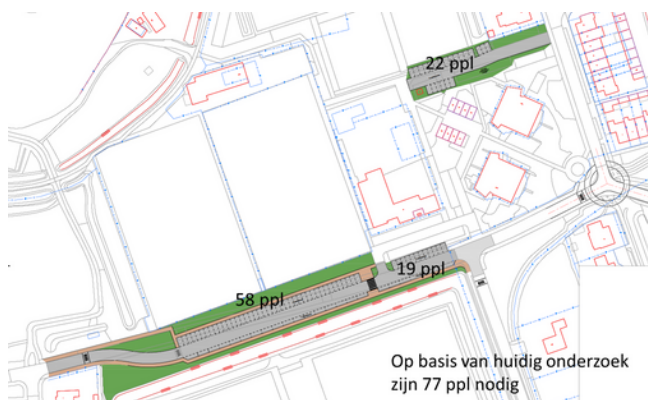 22 ppl
19 ppl
58 ppl
Op basis van huidig onderzoek
zijn 77 ppl nodig